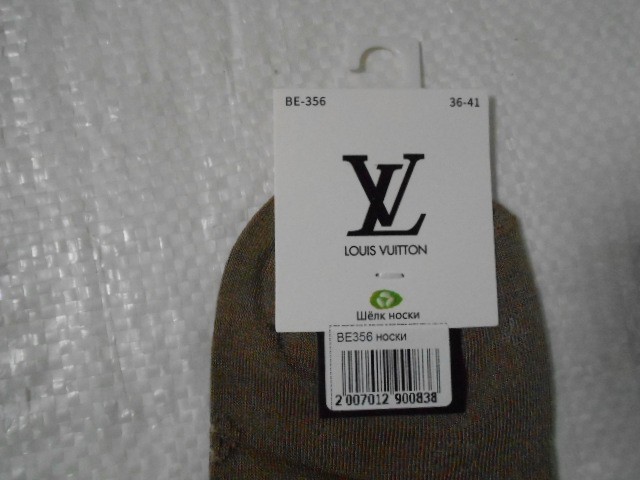 BE-356 36-41
LV
LOUIS VUITTON
Шёлк носки
BE356 носки
2 007012 900838